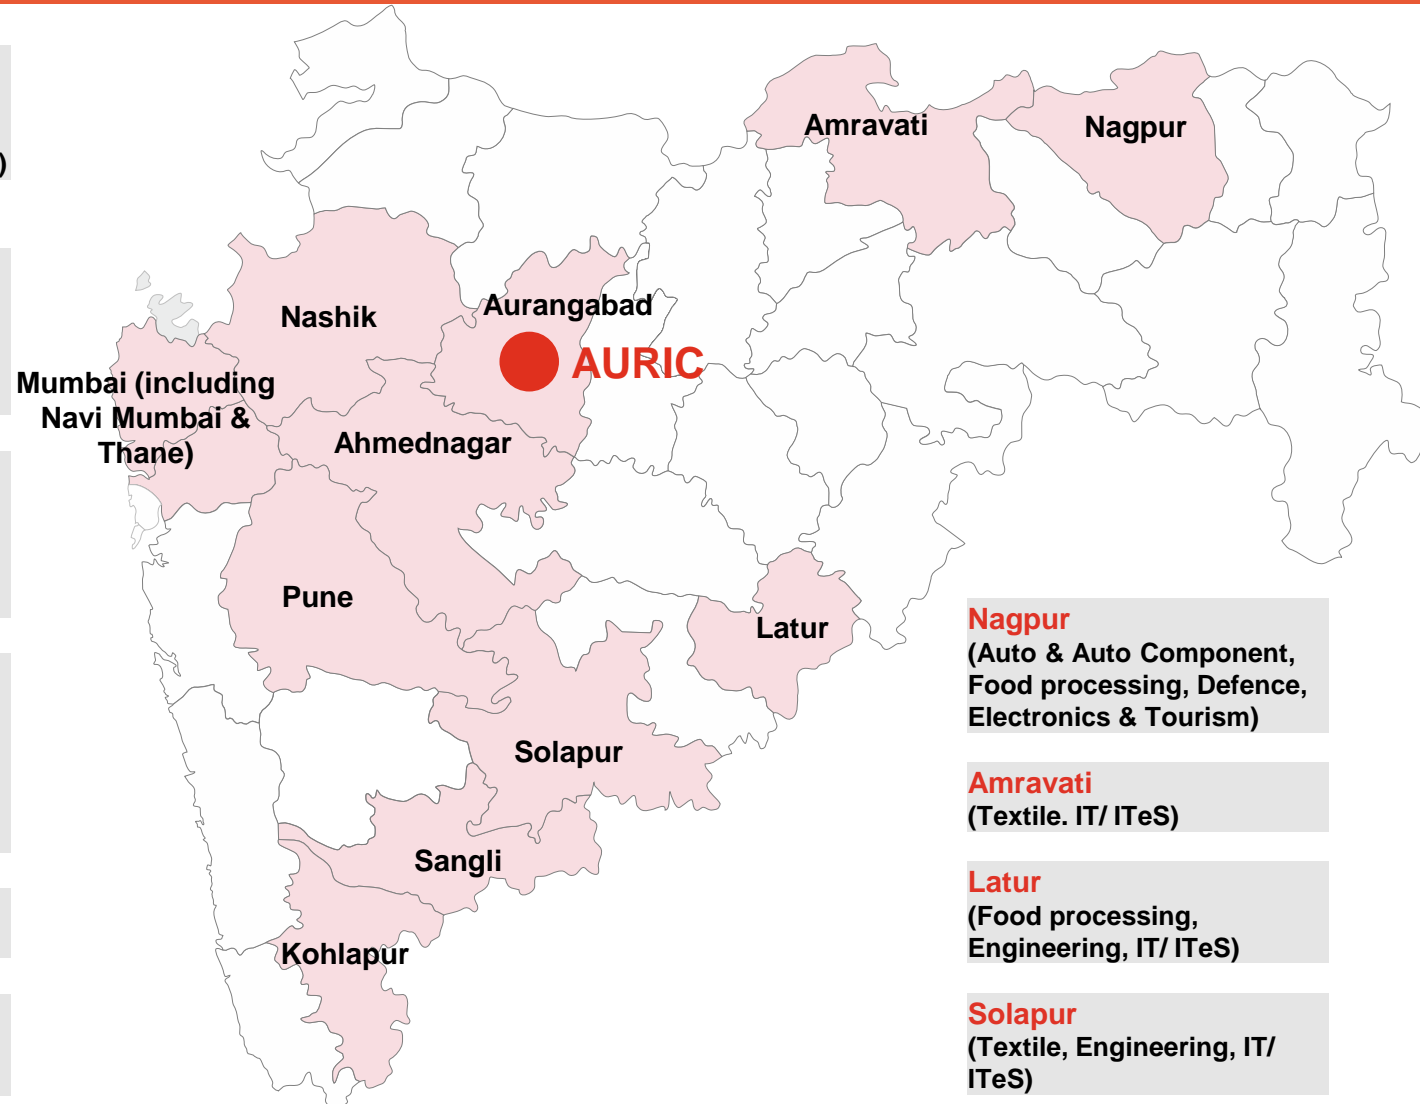 )
Amravati
Nagpur
Nashik
Aurangabad
AURIC
Mumbai (including
Navi Mumbai &
Thane)
Ahmednagar
Pune
Latur
Solapur
Sangli
Kohlapur
Nagpur
(Auto & Auto Component,
Food processing, Defence,
Electronics & Tourism)
Amravati
(Textile. IT/ ITeS)
Latur
(Food processing,
Engineering, IT/ ITeS)
Solapur
(Textile, Engineering, IT/
ITeS)